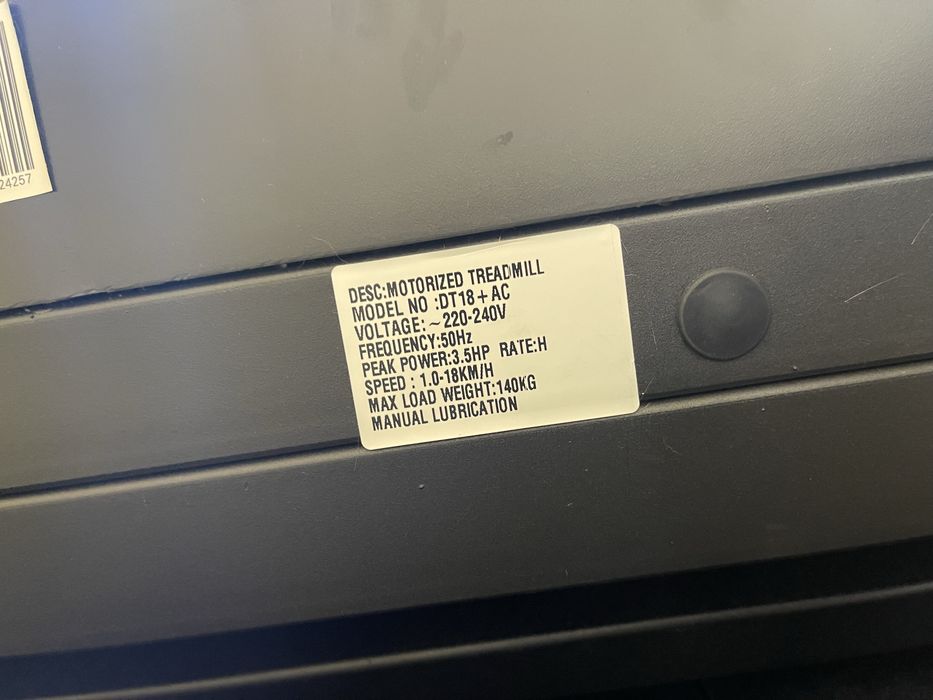 24257
DESC:MOTORIZED TREADMILL
MODEL NO :DT18+AC
VOLTAGE: ~220-240V
FREQUENCY:50Hz
PEAK POWER:3.5HP RATE:H
SPEED : 1.0-18KM/H
MAX LOAD WEIGHT:140KG
MANUAL LUBRICATION